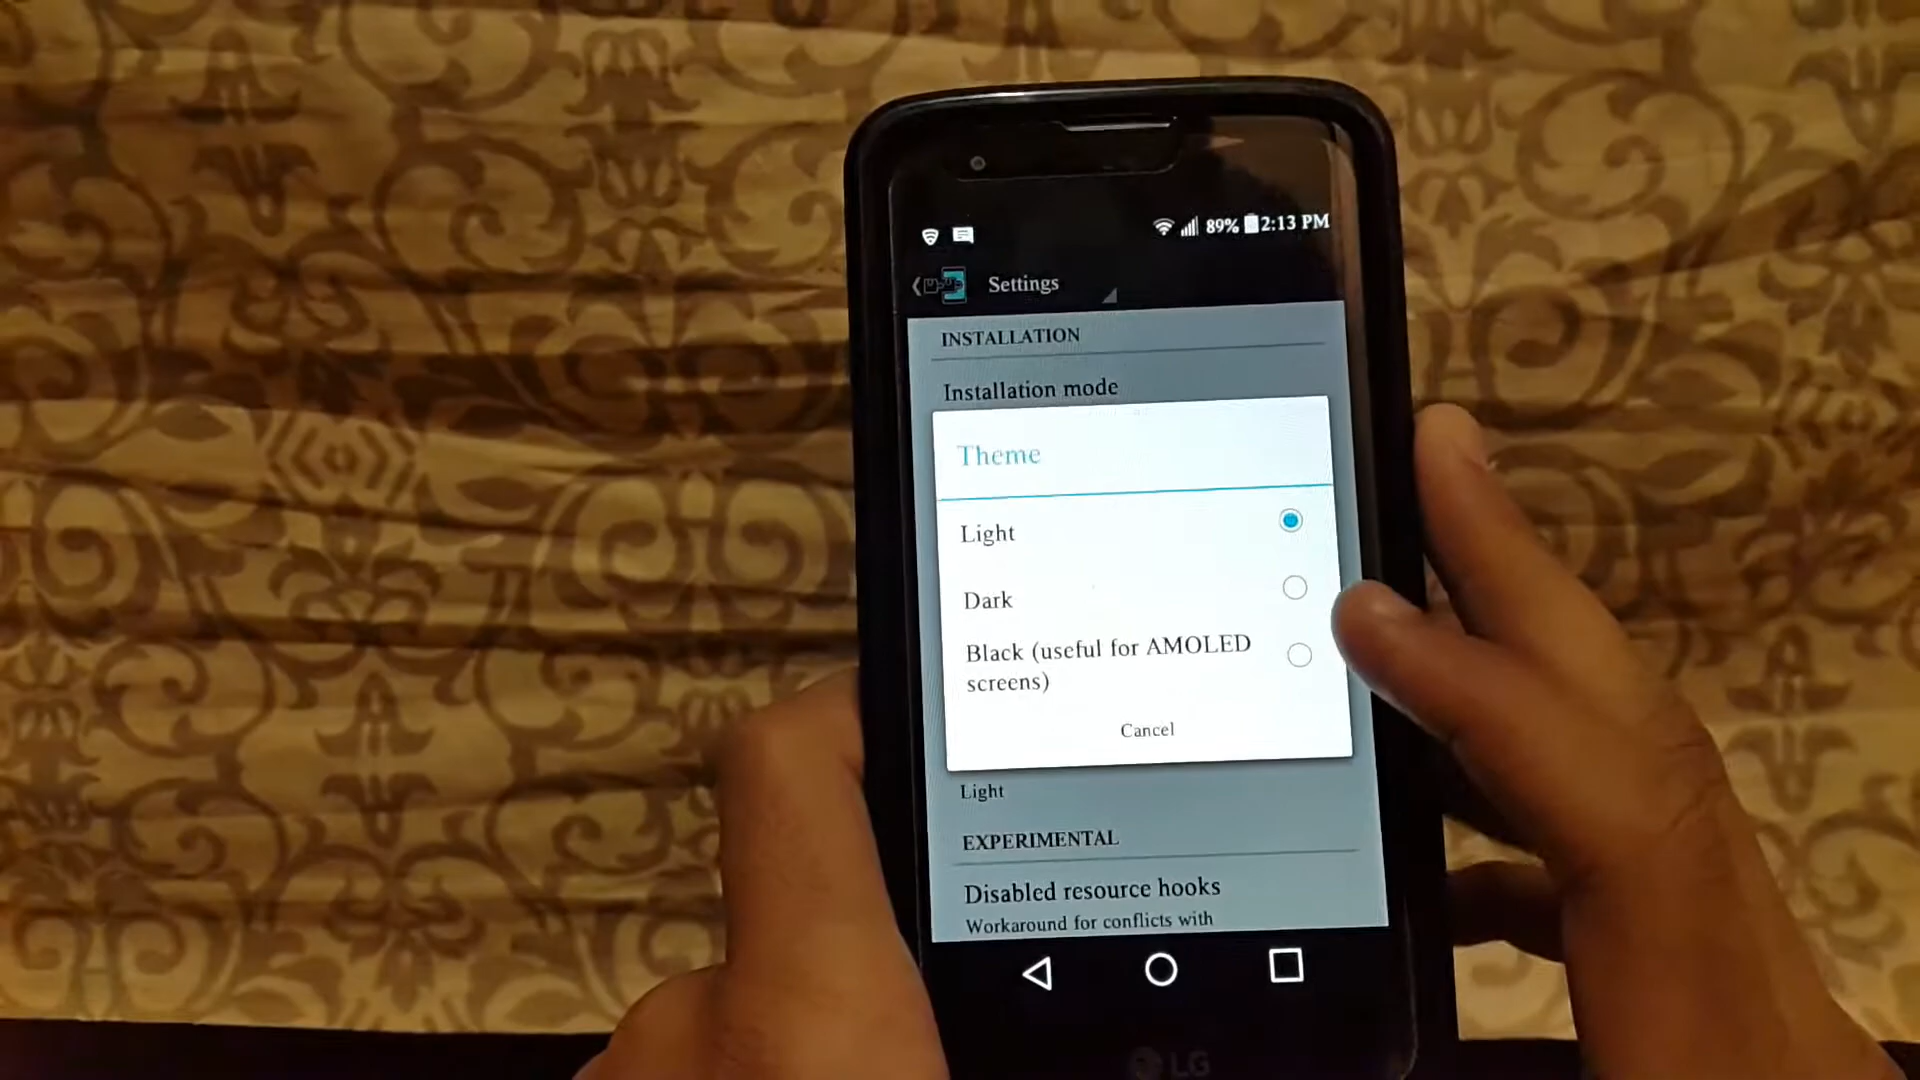 89% 2:13 PM
Settings
INSTALLATION
Installation mode
Theme
Light
Dark
Black (useful for AMOLED
screens)
Cancel
Light
EXPERIMENTAL
Disabled resource hooks
Workaround for conflicts with
LG